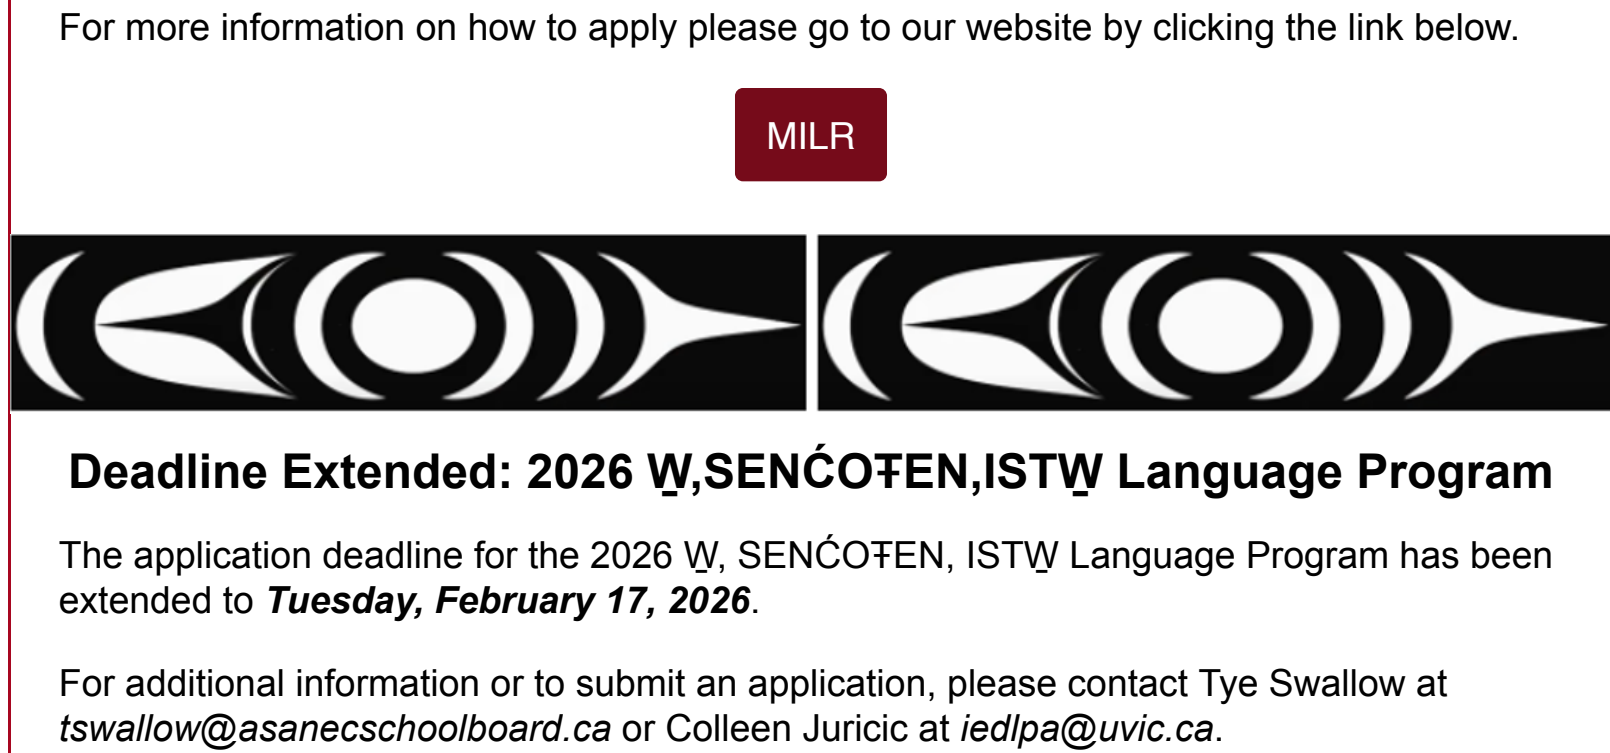 For more information on how to apply please go to our website by clicking the link below.
MILR
Deadline Extended: 2026 W̱,SENĆOŦEN,ISTW̱ Language Program
The application deadline for the 2026 W̱, SENĆOŦEN, ISTW̱ Language Program has been
extended to Tuesday, February 17, 2026.
For additional information or to submit an application, please contact Tye Swallow at
tswallow@asanecschoolboard.ca or Colleen Juricic at iedlpa@uvic.ca.